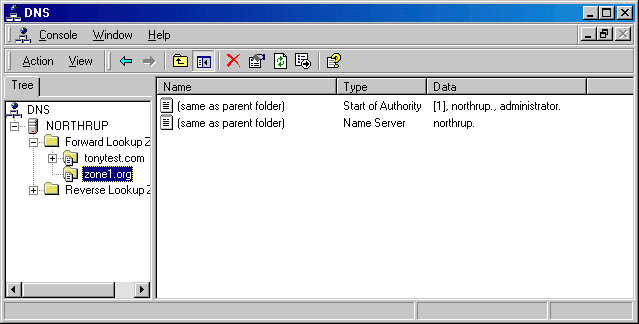 DNS
Console Window Help
Action View
Tree
Name Type Data
DNS
NORTHRUP
Forward Lookup Z
tonytest.com
zone1.org
Reverse Lookup Z
(same as parent folder) Start of Authority [1], northrup., administrator.
(same as parent folder) Name Server northrup.